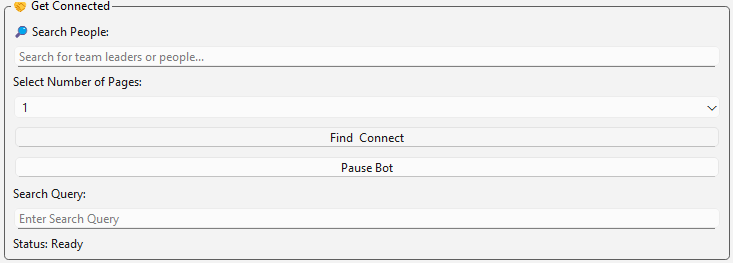 Get Connected
Search People:
Search for team leaders or people...
Select Number of Pages:
1
Find  Connect
Pause Bot
Search Query:
Enter Search Query
Status: Ready